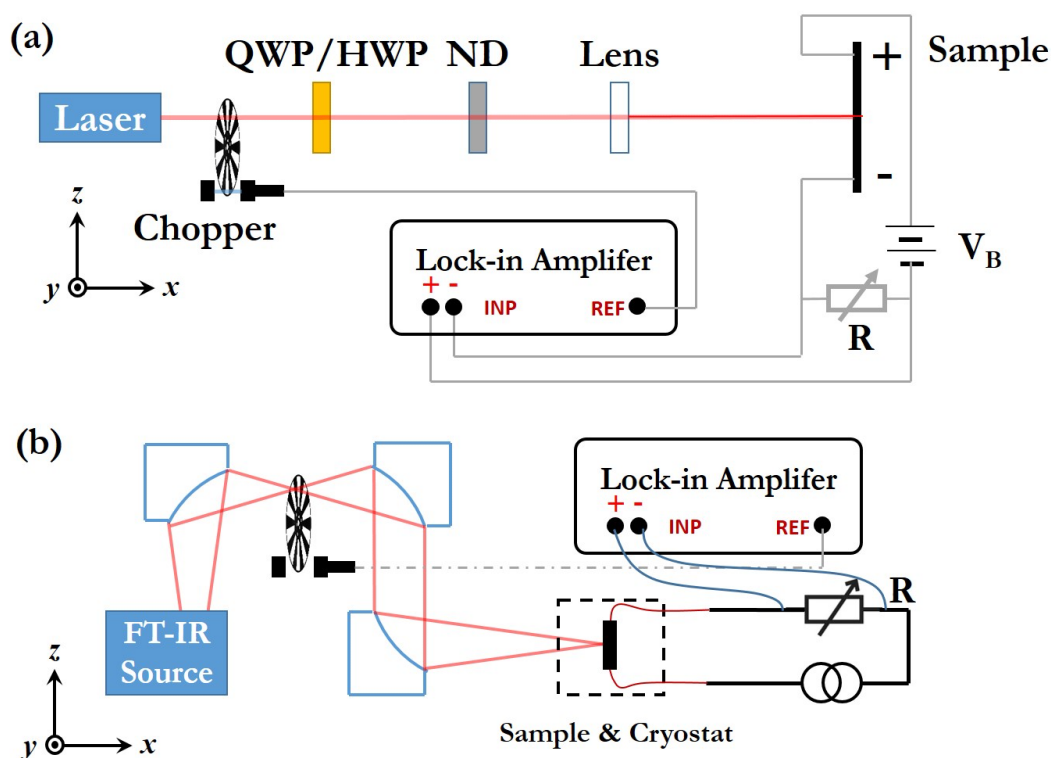 (a)
QWP/HWP ND Lens Sample
Laser
+
-
Chopper
z
y x
Lock-in Amplifer
+ -
INP REF
V_B
R
(b)
Lock-in Amplifer
+ -
INP REF
R
FT-IR
Source
z
y x
Sample & Cryostat